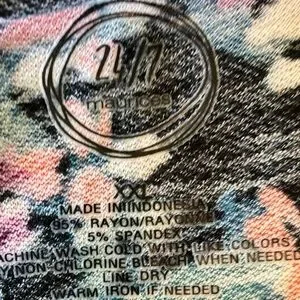 24/7
maurices
XXL
MADE IN/INDONESIA
95% RAYON/RAYONNE
5% SPANDEX
MACHINE WASH COLD WITH LIKE COLORS
ONLY NON-CHLORINE BLEACH WHEN NEEDED
LINE DRY
WARM IRON IF NEEDED